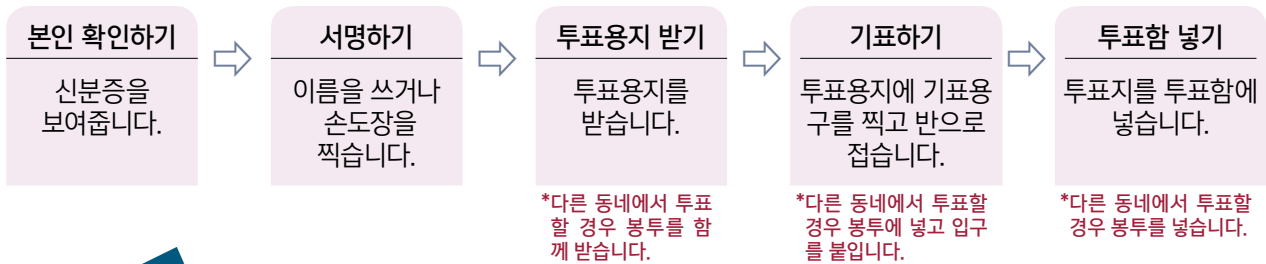 본인 확인하기
신분증을
보여줍니다.
서명하기
이름을 쓰거나
손도장을
찍습니다.
투표용지 받기
투표용지를
받습니다.
*다른 동네에서 투표
할 경우 봉투를 함
께 받습니다.
기표하기
투표용지에 기표용
구를 찍고 반으로
접습니다.
*다른 동네에서 투표할
경우 봉투에 넣고 입구
를 붙입니다.
투표함 넣기
투표지를 투표함에
넣습니다.
*다른 동네에서 투표할
경우 봉투를 넣습니다.